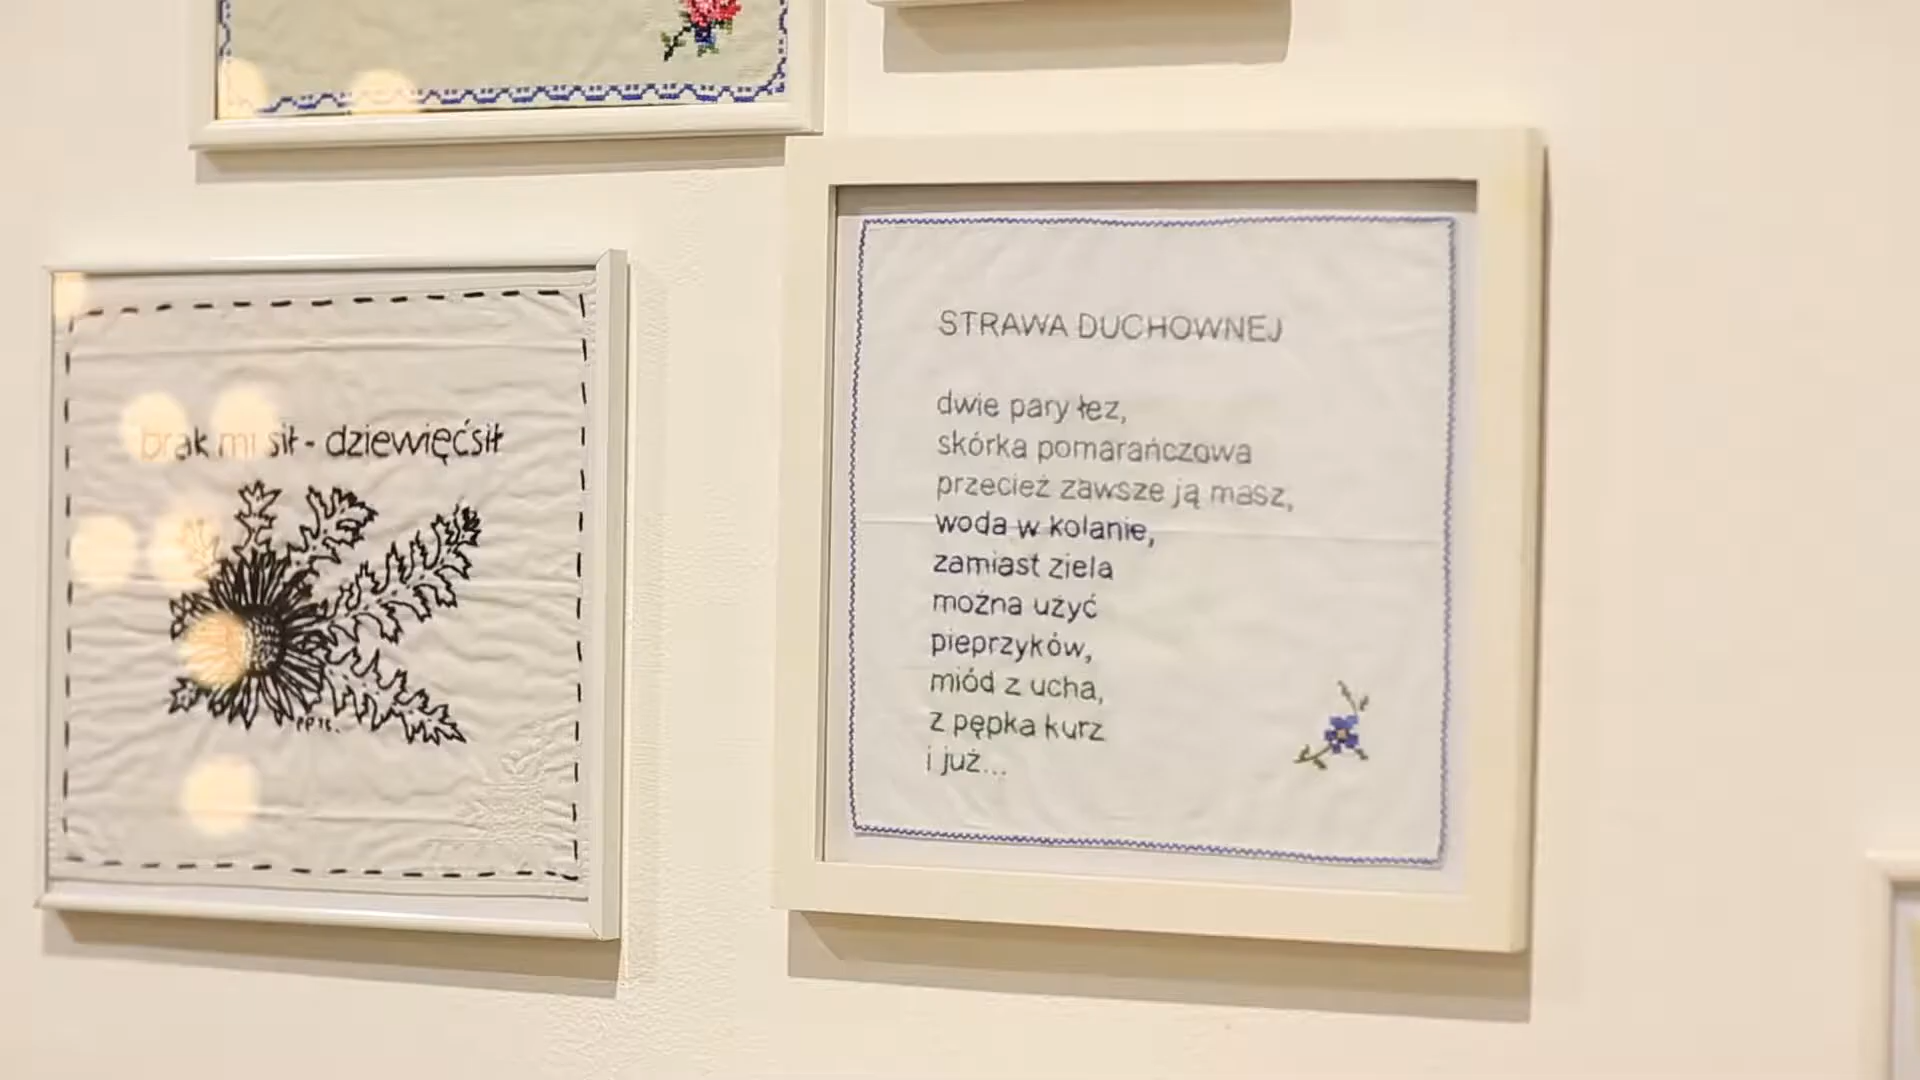 brak mi sił - dziewięćsił
STRAWA DUCHOWNEJ
dwie pary łez,
skórka pomarańczowa
przecież zawsze ją masz,
woda w kolanie,
zamiast ziela
można użyć
pieprzyków,
miód z ucha,
z pępka kurz
i już...